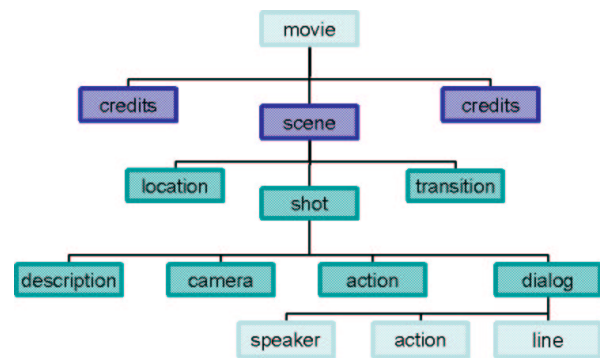 movie
credits
scene
credits
location
shot
transition
description
camera
action
dialog
speaker
action
line